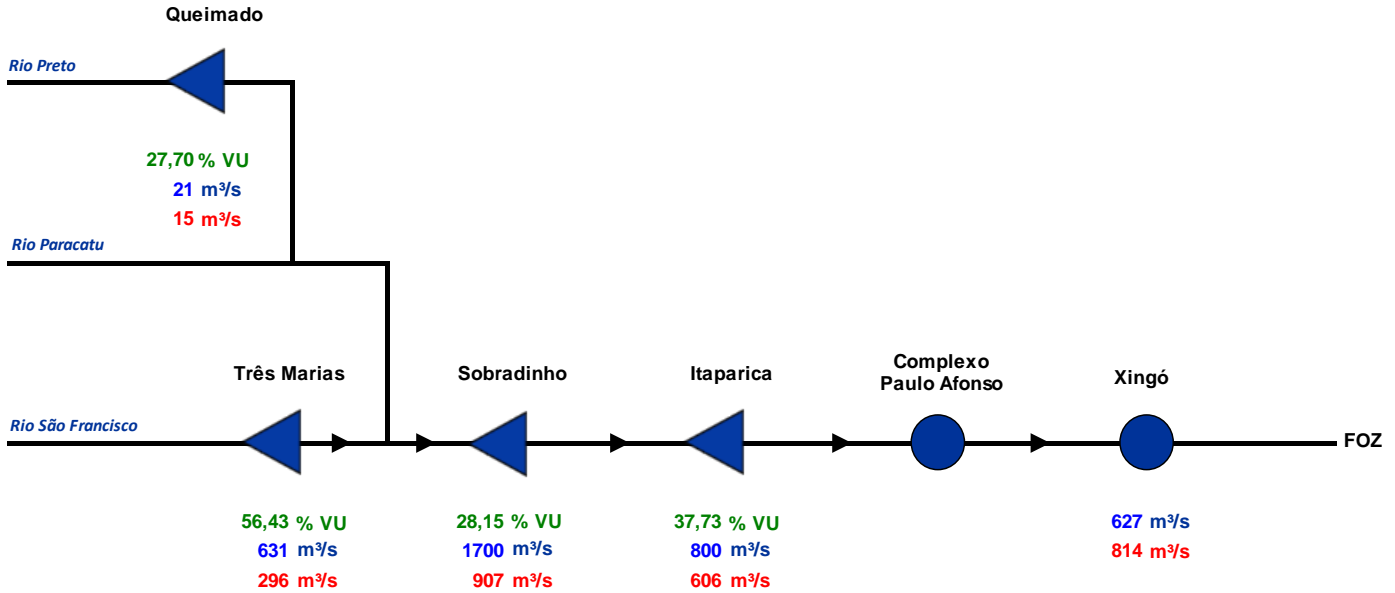 Queimado
Rio Preto
27,70 % VU
21 m³/s
15 m³/s
Rio Paracatu
Três Marias
Sobradinho
Itaparica
Complexo
Paulo Afonso
Xingó
Rio São Francisco
FOZ
56,43 % VU
631 m³/s
296 m³/s
28,15 % VU
1700 m³/s
907 m³/s
37,73 % VU
800 m³/s
606 m³/s
627 m³/s
814 m³/s